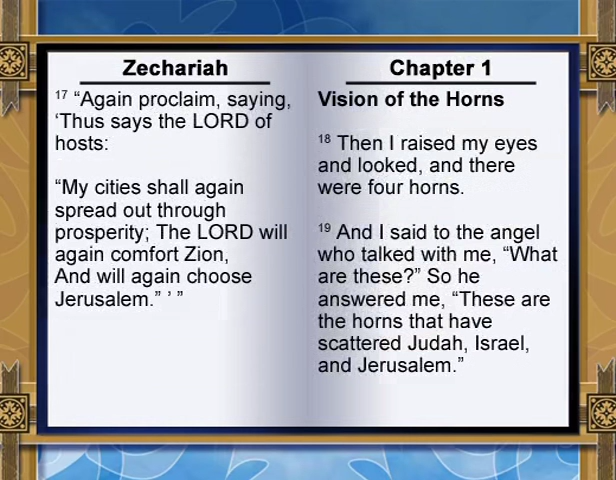 Zechariah
17 “Again proclaim, saying,
‘Thus says the LORD of
hosts:
“My cities shall again
spread out through
prosperity; The LORD will
again comfort Zion,
And will again choose
Jerusalem.” ’ ”
Chapter 1
Vision of the Horns
18 Then I raised my eyes
and looked, and there
were four horns.
19 And I said to the angel
who talked with me, “What
are these?” So he
answered me, “These are
the horns that have
scattered Judah, Israel,
and Jerusalem.”